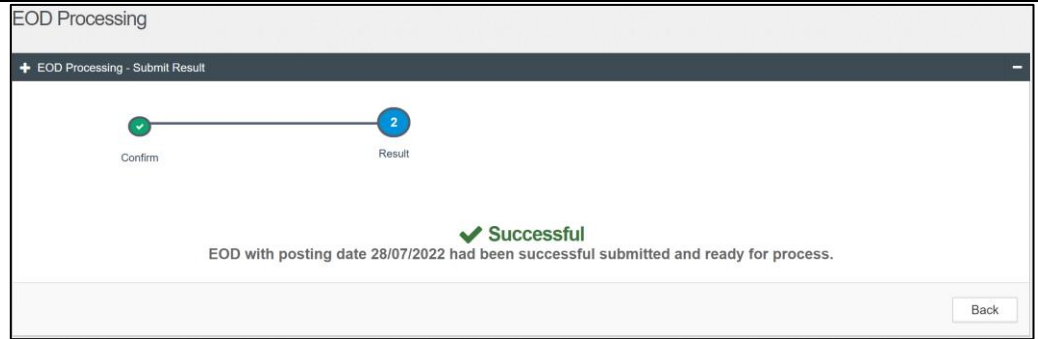 EOD Processing
EOD Processing - Submit Result
2
Confirm
Result
Successful
EOD with posting date 28/07/2022 had been successful submitted and ready for process.
Back